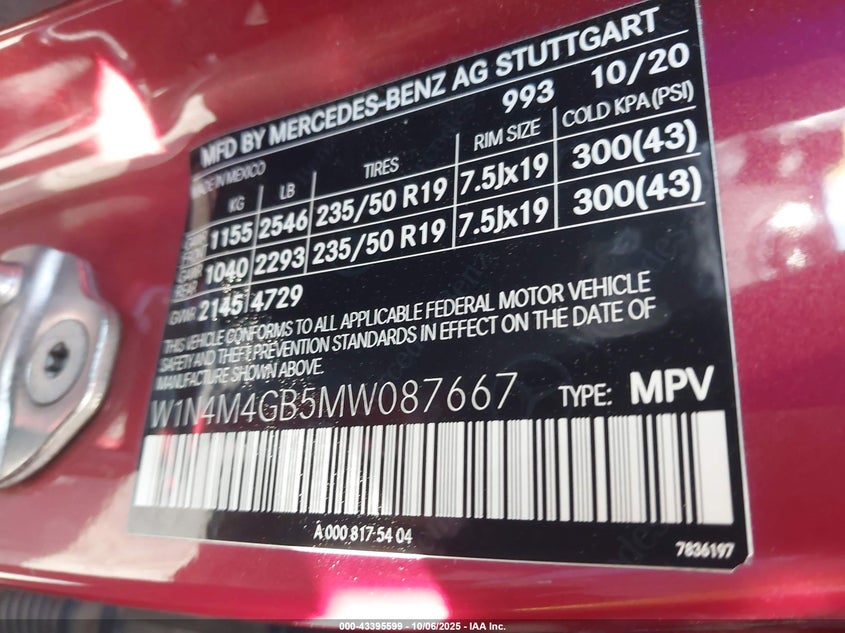 MFD BY MERCEDES-BENZ AG STUTTGART
MADE IN MEXICO 993 10/20
KG LB TIRES RIM SIZE COLD KPA (PSI)
GAWR FRONT 1155 2546 235/50 R19 7.5Jx19 300(43)
GAWR REAR 1040 2293 235/50 R19 7.5Jx19 300(43)
GVWR 2145 4729
THIS VEHICLE CONFORMS TO ALL APPLICABLE FEDERAL MOTOR VEHICLE
SAFETY AND THEFT PREVENTION STANDARDS IN EFFECT ON THE DATE OF
MANUFACTURE SHOWN ABOVE.
W1N4M4GB5MW087667 TYPE: MPV
A 000 817 54 04
7836197
000-43395599 - 10/06/2025 - IAA Inc.